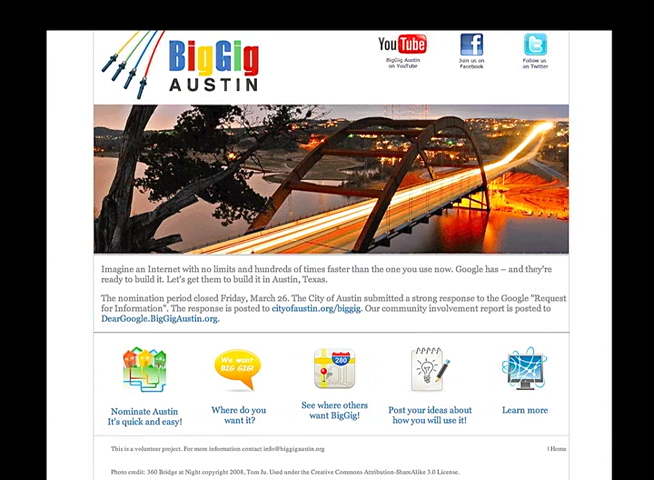 BigGig
AUSTIN
YouTube
BigGig Austin
on YouTube
Join us on
Facebook
Follow us
on Twitter
Imagine an Internet with no limits and hundreds of times faster than the one you use now. Google has – and they're
ready to build it. Let's get them to build it in Austin, Texas.
The nomination period closed Friday, March 26. The City of Austin submitted a strong response to the Google "Request
for Information". The response is posted to cityofaustin.org/biggig. Our community involvement report is posted to
DearGoogle.BigGigAustin.org.
We want
BIG GIG!
280
Nominate Austin
It's quick and easy!
Where do you
want it?
See where others
want BigGig!
Post your ideas about
how you will use it!
Learn more
This is a volunteer project. For more information contact info@biggigaustin.org
| Home
Photo credit: 360 Bridge at Night copyright 2008, Tom Ju. Used under the Creative Commons Attribution-ShareAlike 3.0 License.